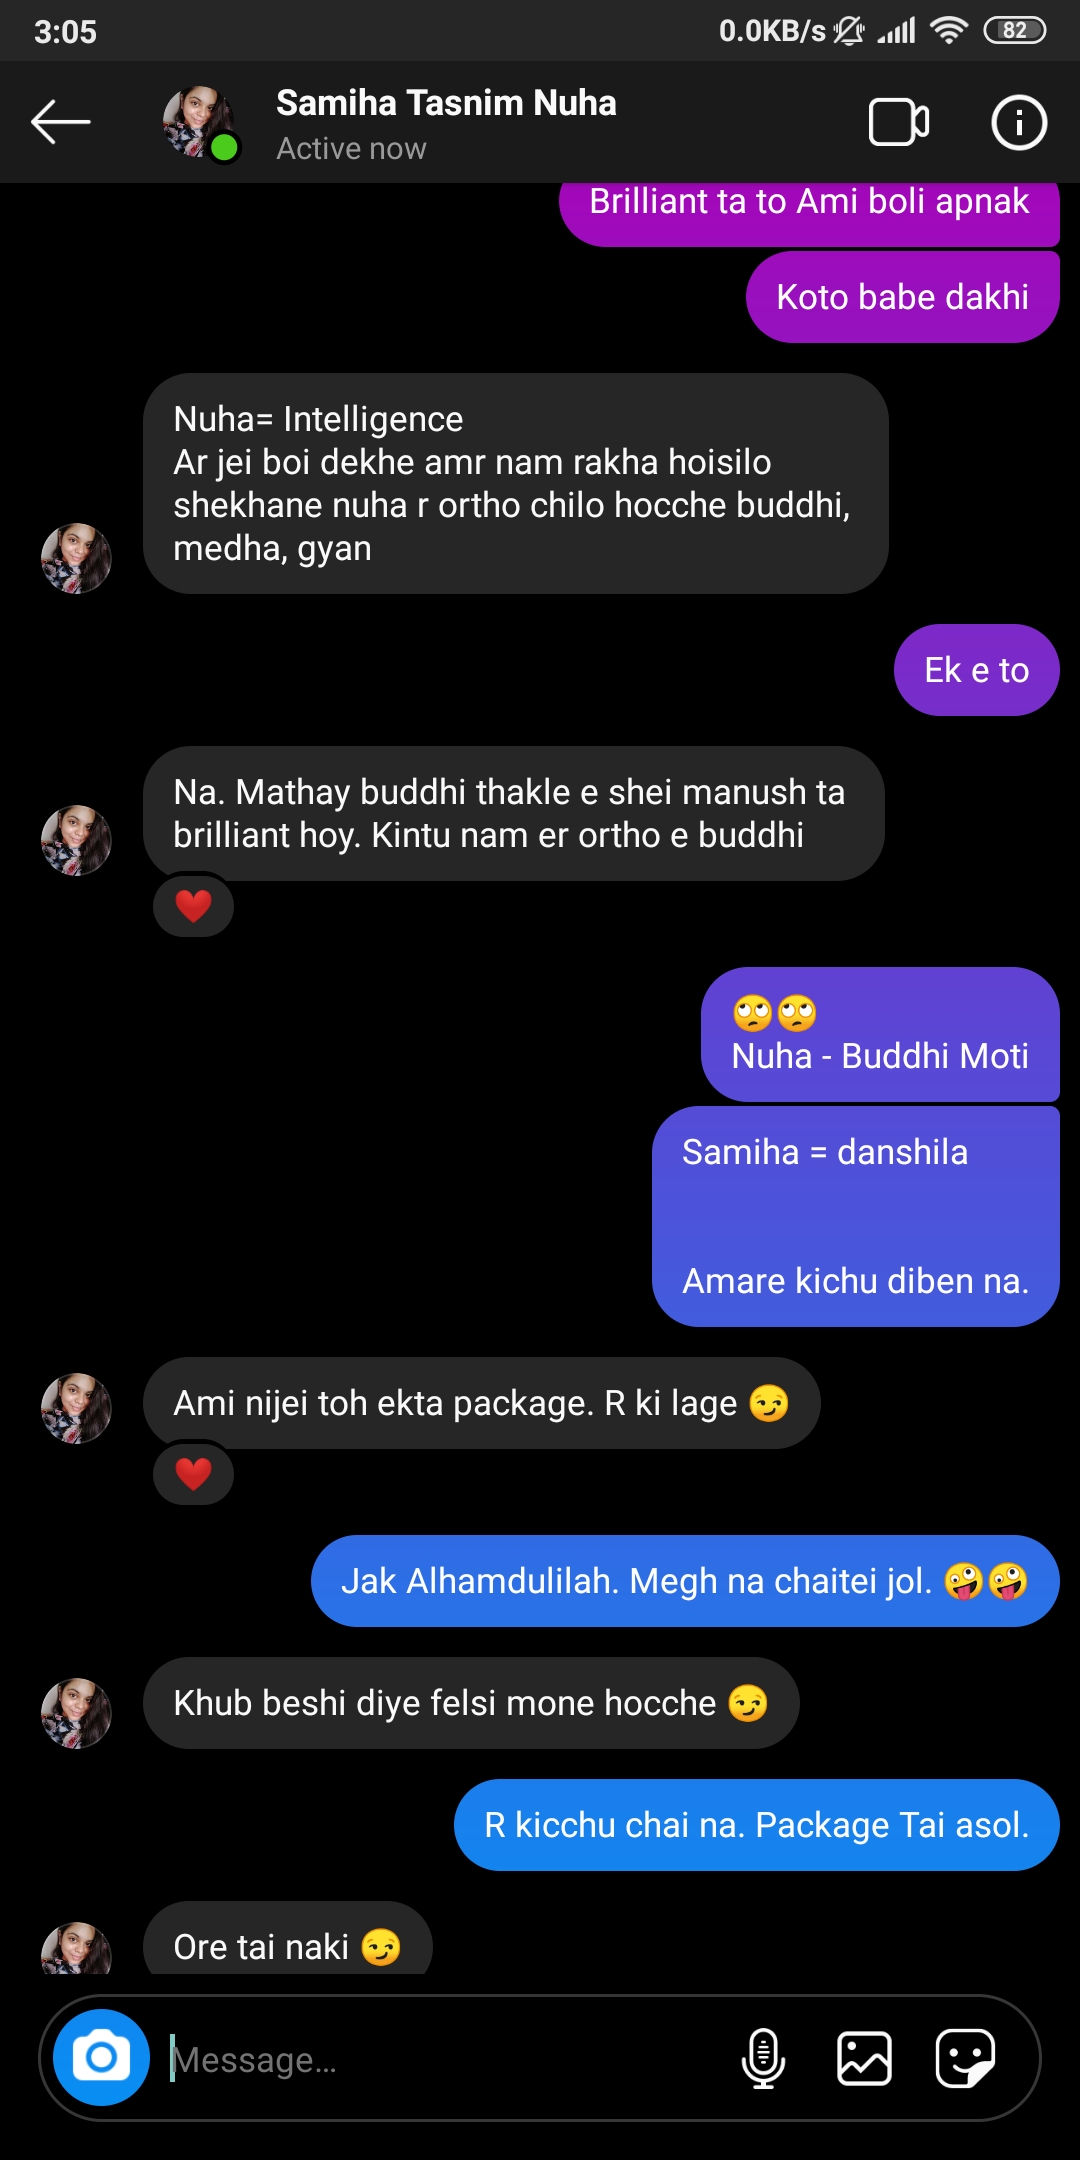 3:05
0.0KB/s
82
Samiha Tasnim Nuha
Active now
Brilliant ta to Ami boli apnak
Koto babe dakhi
Nuha= Intelligence
Ar jei boi dekhe amr nam rakha hoisilo
shekhane nuha r ortho chilo hocche buddhi,
medha, gyan
Ek e to
Na. Mathay buddhi thakle e shei manush ta
brilliant hoy. Kintu nam er ortho e buddhi
❤️
🙄🙄
Nuha - Buddhi Moti
Samiha = danshila
Amare kichu diben na.
Ami nijei toh ekta package. R ki lage 😏
❤️
Jak Alhamdulilah. Megh na chaitei jol. 🤪🤪
Khub beshi diye felsi mone hocche 😏
R kicchu chai na. Package Tai asol.
Ore tai naki 😏
Message...